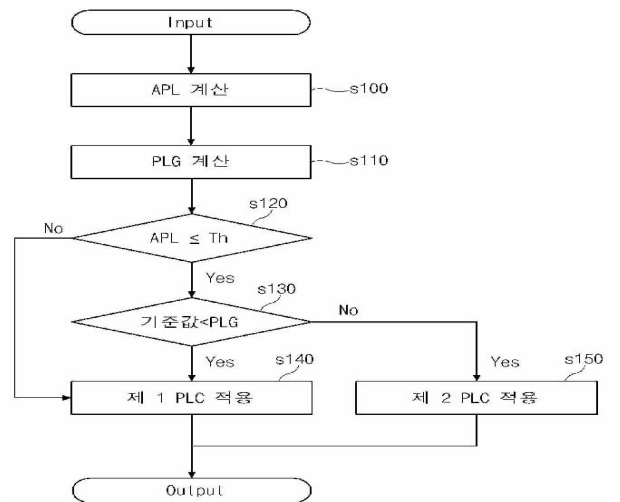 Input
APL 계산
s100
PLG 계산
s110
s120
No
APL ≤ Th
Yes
s130
기준값<PLG
No
Yes
s140
Yes
s150
제 1 PLC 적용
제 2 PLC 적용
Output